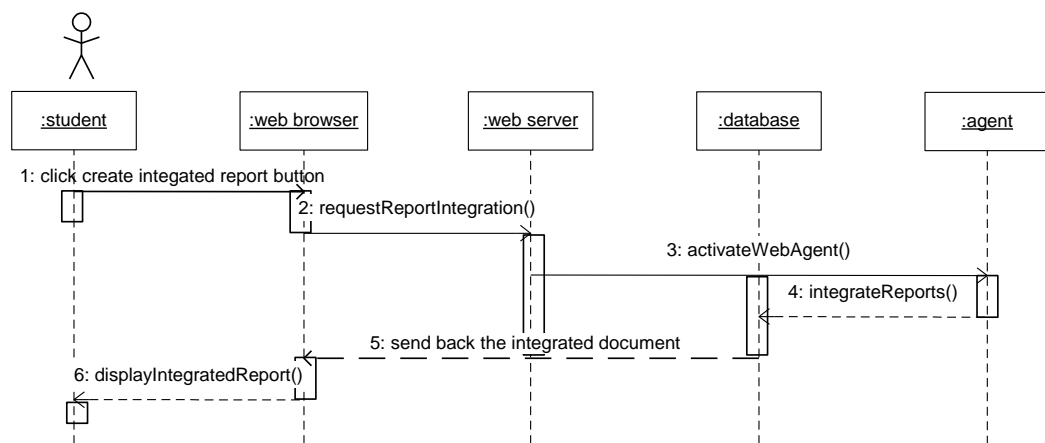 :student
:web browser
:web server
:database
:agent
1: click create integated report button
2: requestReportIntegration()
3: activateWebAgent()
4: integrateReports()
5: send back the integrated document
6: displayIntegratedReport()